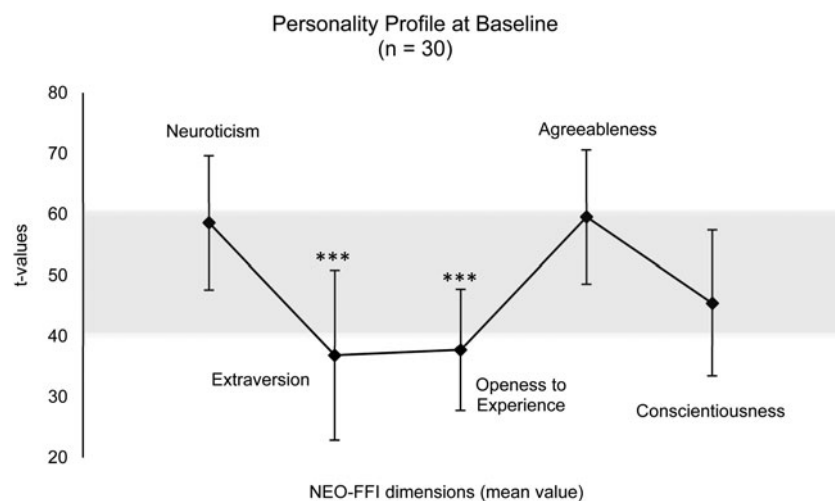 Personality Profile at Baseline
(n = 30)
80
70
60
50
40
30
20
t-values
Neuroticism
***
Extraversion
***
Openess to
Experience
Agreeableness
Conscientiousness
NEO-FFI dimensions (mean value)